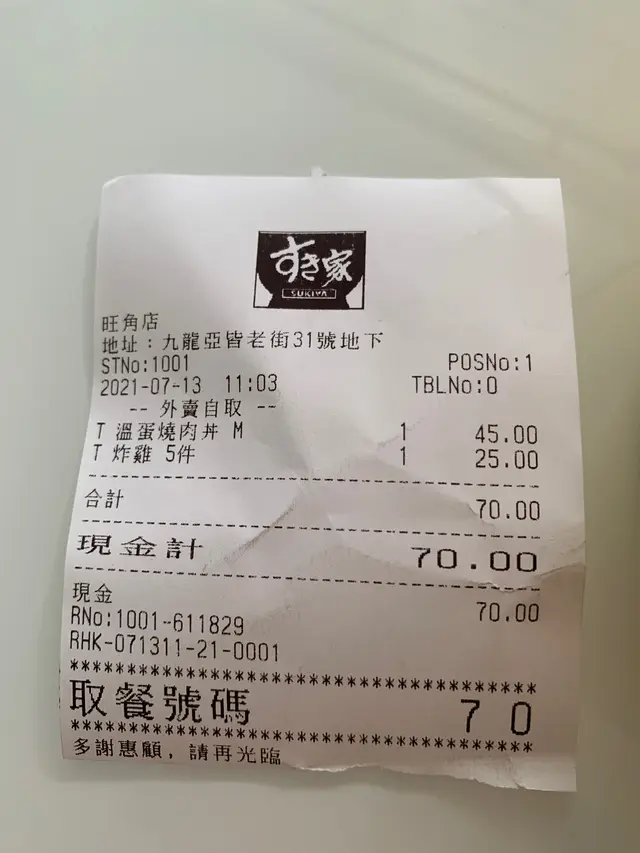 すき家
SUKIYA
旺角店
地址：九龍亞皆老街31號地下
STNo:1001 POSNo:1
2021-07-13 11:03 TBLNo:0
-- 外賣自取 --
T 溫蛋燒肉丼 M 1 45.00
T 炸雞 5件 1 25.00
合計 70.00
現金計 70.00
現金 70.00
RNo:1001-611829
RHK-071311-21-0001
取餐號碼 70
多謝惠顧，請再光臨